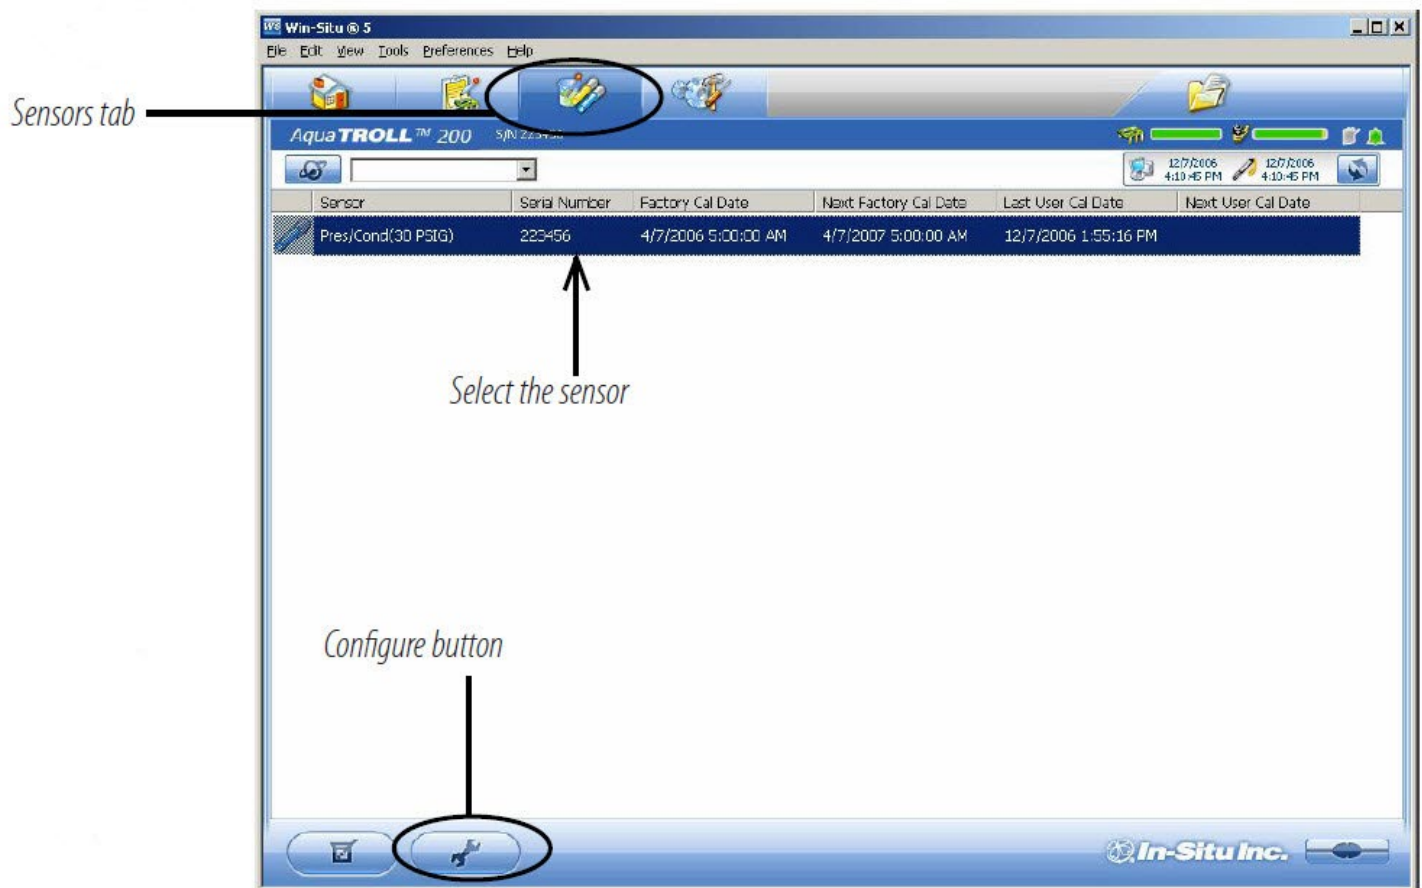 Win-Situ ® 5
File Edit View Tools Preferences Help
Sensors tab
AquaTROLL™ 200 S/N 223456
12/7/2006 4:10:45 PM 12/7/2006 4:10:45 PM
Sensor Serial Number Factory Cal Date Next Factory Cal Date Last User Cal Date Next User Cal Date
Pres/Cond(30 PSIG) 223456 4/7/2006 5:00:00 AM 4/7/2007 5:00:00 AM 12/7/2006 1:55:16 PM
Select the sensor
Configure button
In-Situ Inc.